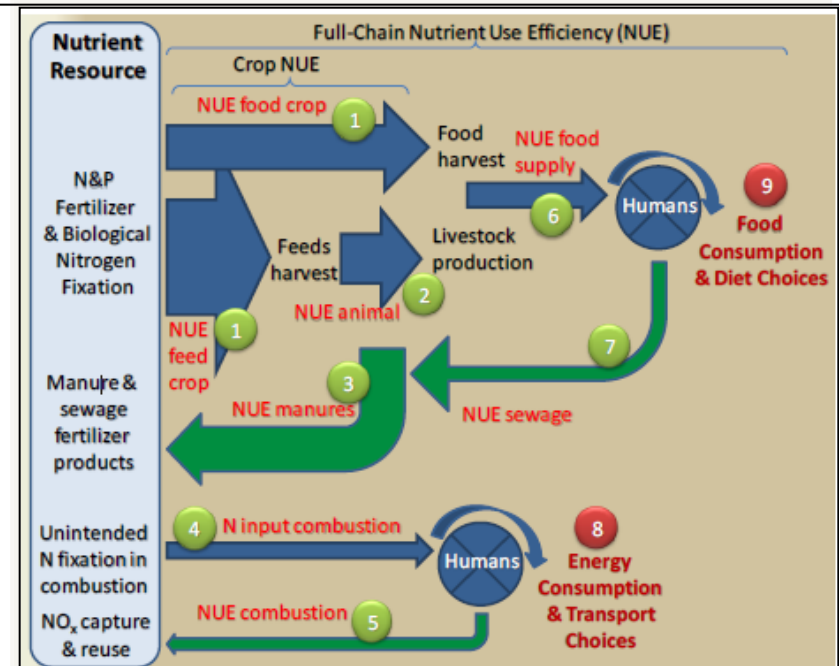 Full-Chain Nutrient Use Efficiency (NUE)
Nutrient
Resource
Crop NUE
NUE food crop
1
Food
harvest
NUE food
supply
6
Humans
9
Food
Consumption
& Diet Choices
N&P
Fertilizer
& Biological
Nitrogen
Fixation
Feeds
harvest
Livestock
production
2
NUE animal
1
NUE
feed
crop
7
Manure &
sewage
fertilizer
products
3
NUE manures
NUE sewage
Unintended
N fixation in
combustion
4
N input combustion
Humans
8
Energy
Consumption
& Transport
Choices
NOx capture
& reuse
NUE combustion
5